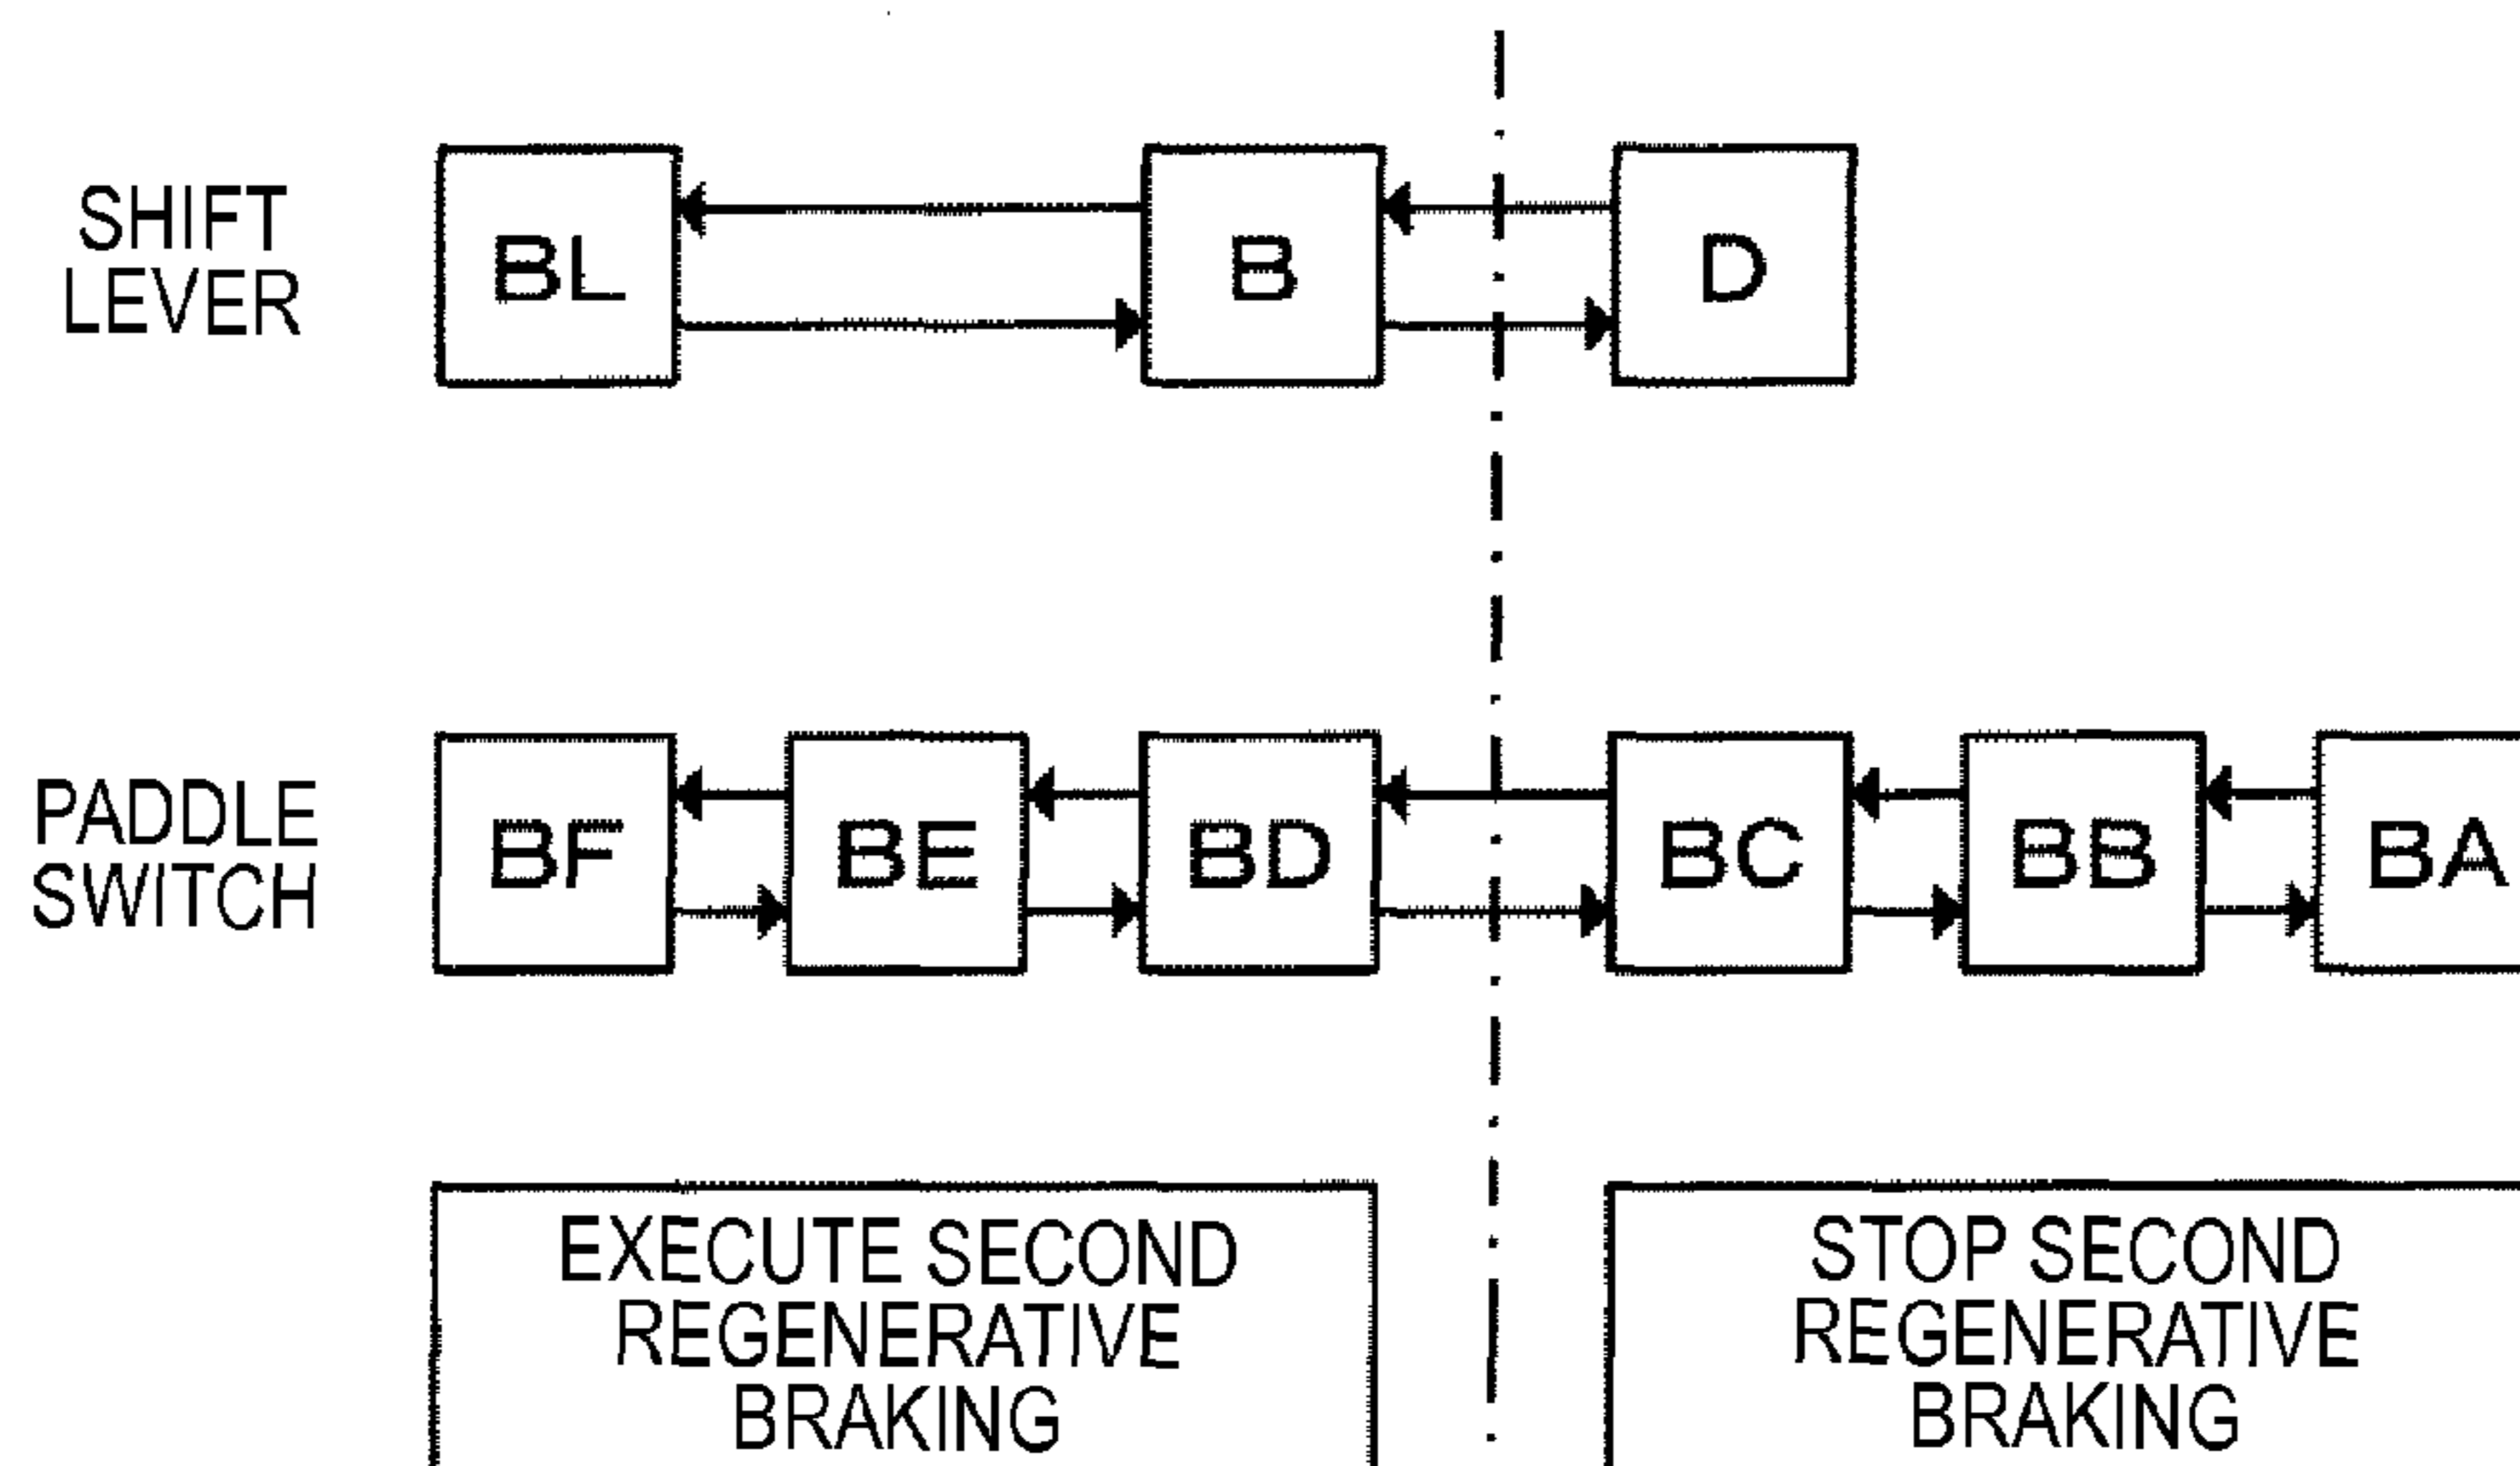 SHIFT
LEVER
BL
B
D
PADDLE
SWITCH
BF
BE
BD
BC
BB
BA
EXECUTE SECOND
REGENERATIVE
BRAKING
STOP SECOND
REGENERATIVE
BRAKING